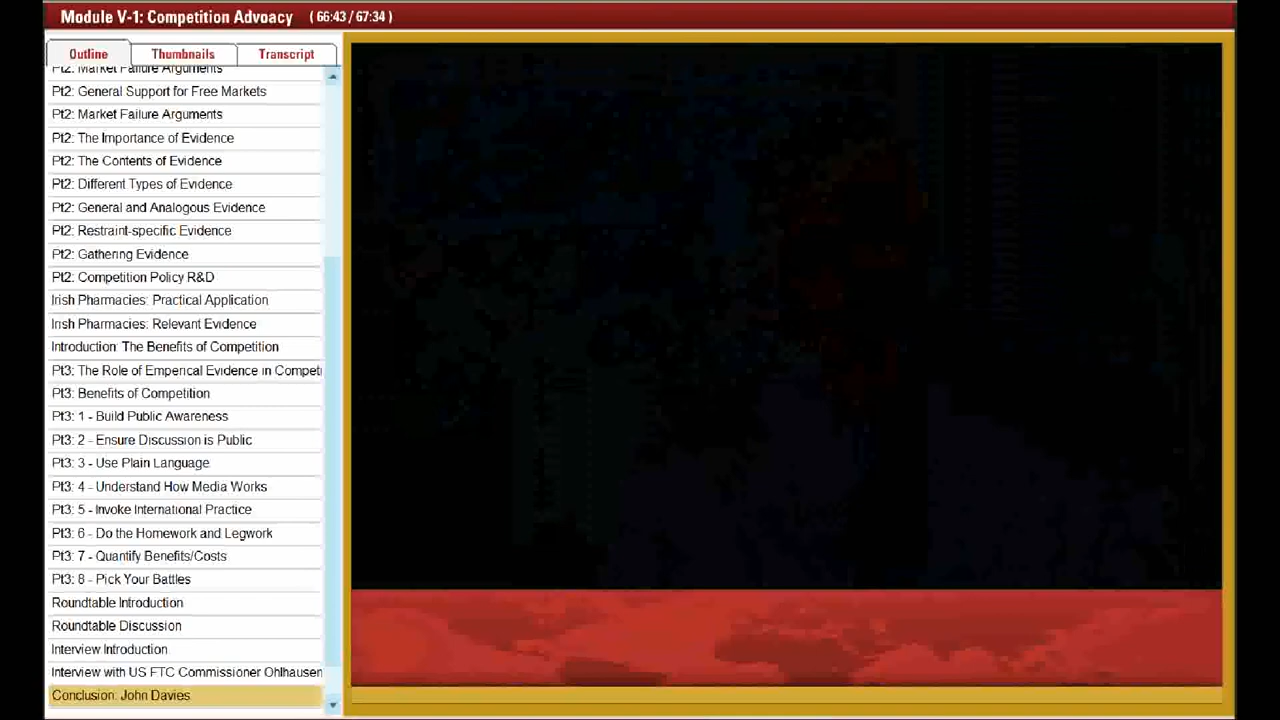 Module V-1: Competition Advocacy ( 66:43 / 67:34 )
Outline Thumbnails Transcript
Pt2: Market Failure Arguments
Pt2: General Support for Free Markets
Pt2: Market Failure Arguments
Pt2: The Importance of Evidence
Pt2: The Contents of Evidence
Pt2: Different Types of Evidence
Pt2: General and Analogous Evidence
Pt2: Restraint-specific Evidence
Pt2: Gathering Evidence
Pt2: Competition Policy R&D
Irish Pharmacies: Practical Application
Irish Pharmacies: Relevant Evidence
Introduction: The Benefits of Competition
Pt3: The Role of Emperical Evidence in Compet
Pt3: Benefits of Competition
Pt3: 1 - Build Public Awareness
Pt3: 2 - Ensure Discussion is Public
Pt3: 3 - Use Plain Language
Pt3: 4 - Understand How Media Works
Pt3: 5 - Invoke International Practice
Pt3: 6 - Do the Homework and Legwork
Pt3: 7 - Quantify Benefits/Costs
Pt3: 8 - Pick Your Battles
Roundtable Introduction
Roundtable Discussion
Interview Introduction
Interview with US FTC Commissioner Ohlhausen
Conclusion: John Davies